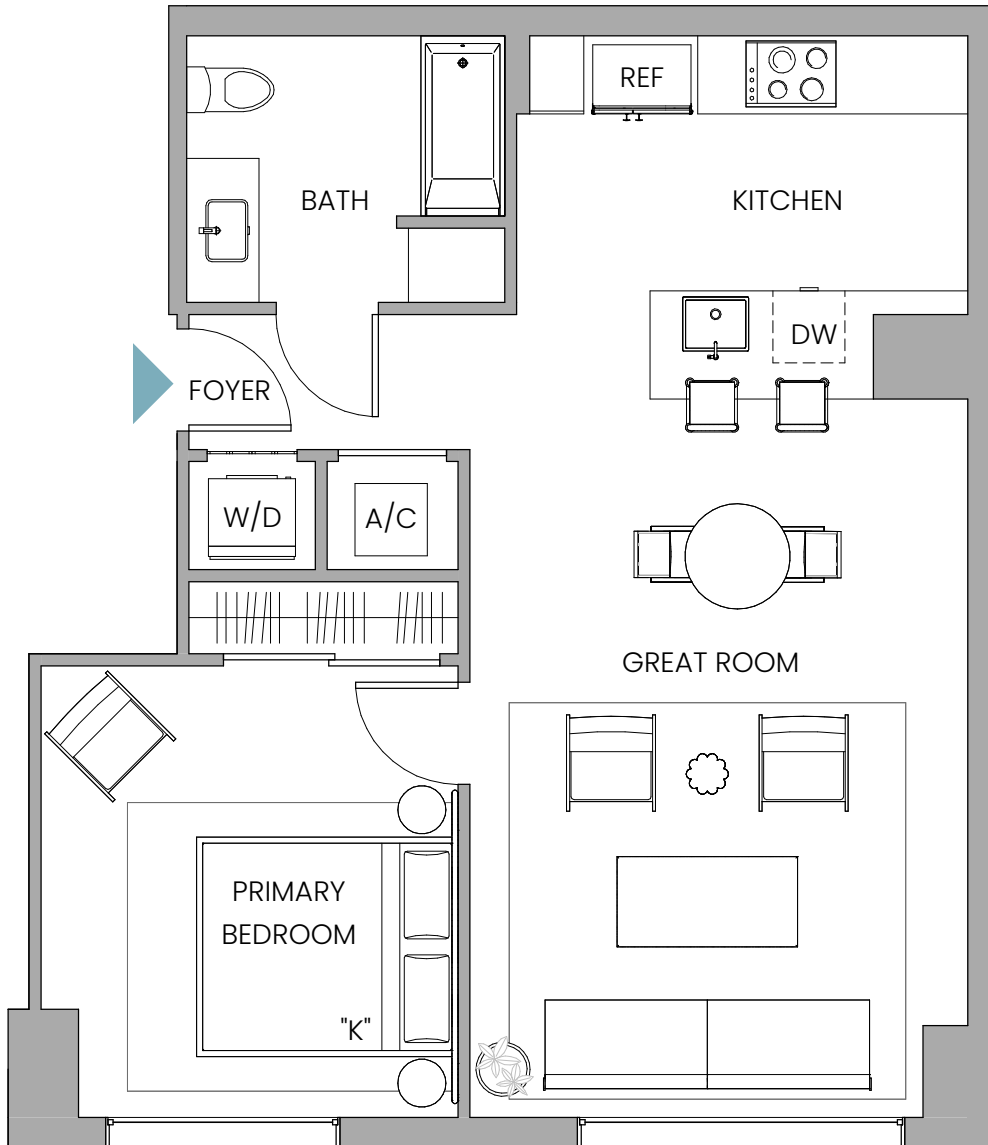 REF
BATH
KITCHEN
DW
FOYER
W/D
A/C
GREAT ROOM
PRIMARY
BEDROOM
"K"